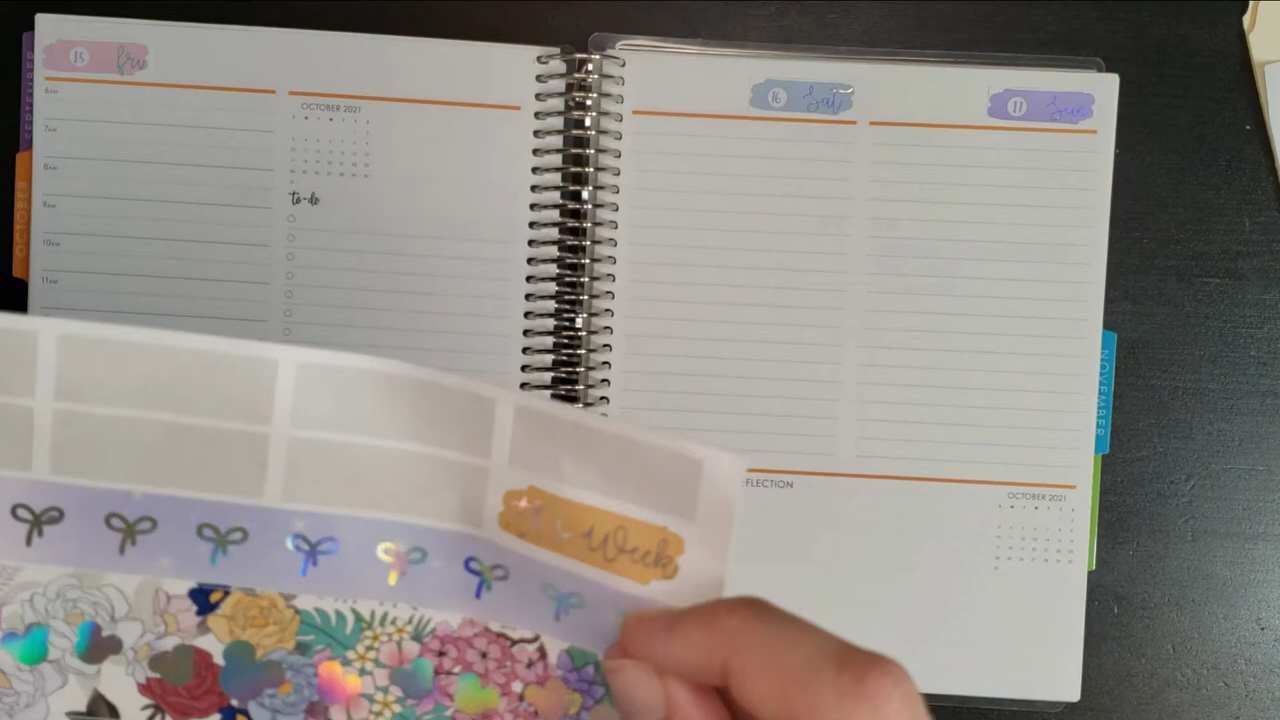 15 fri
16 Sat
17 Sun
SEPTEMBER
OCTOBER
NOVEMBER
OCTOBER 2021
S M T W T F S
to-do
6AM
7AM
8AM
9AM
10AM
11AM
Week
FLECTION
OCTOBER 2021
S M T W T F S